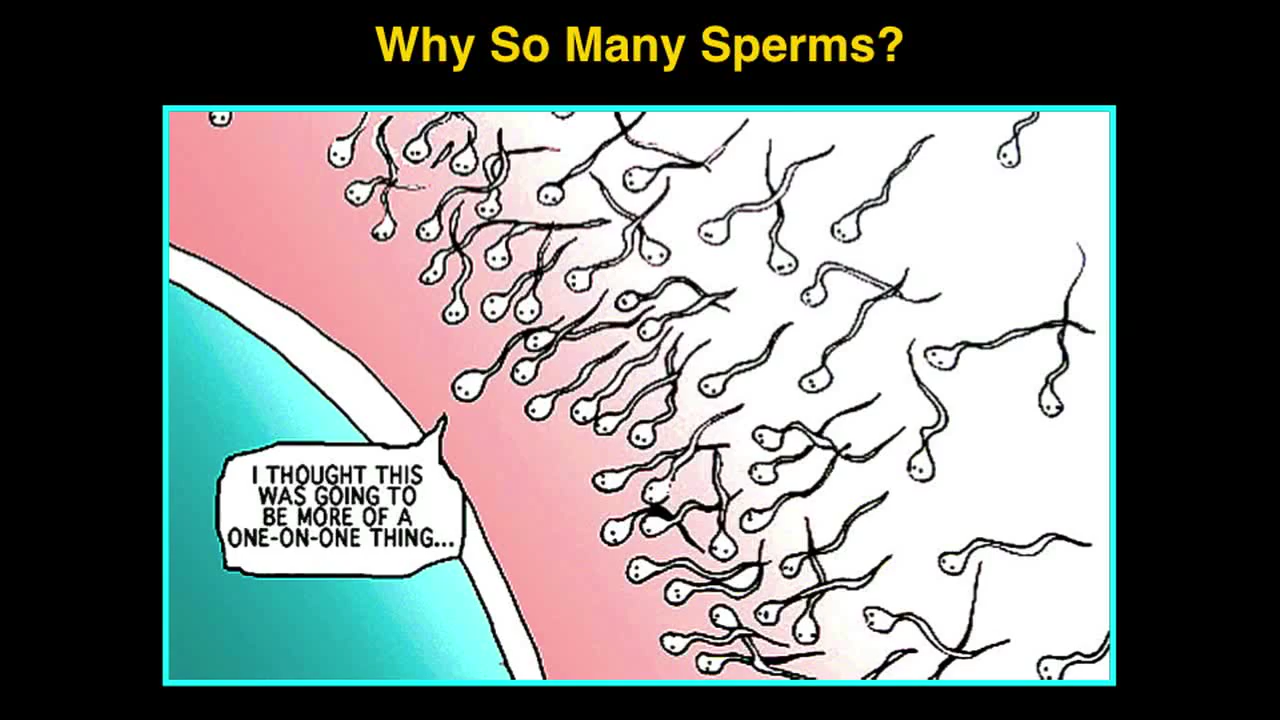 Why So Many Sperms?
I THOUGHT THIS
WAS GOING TO
BE MORE OF A
ONE-ON-ONE THING...